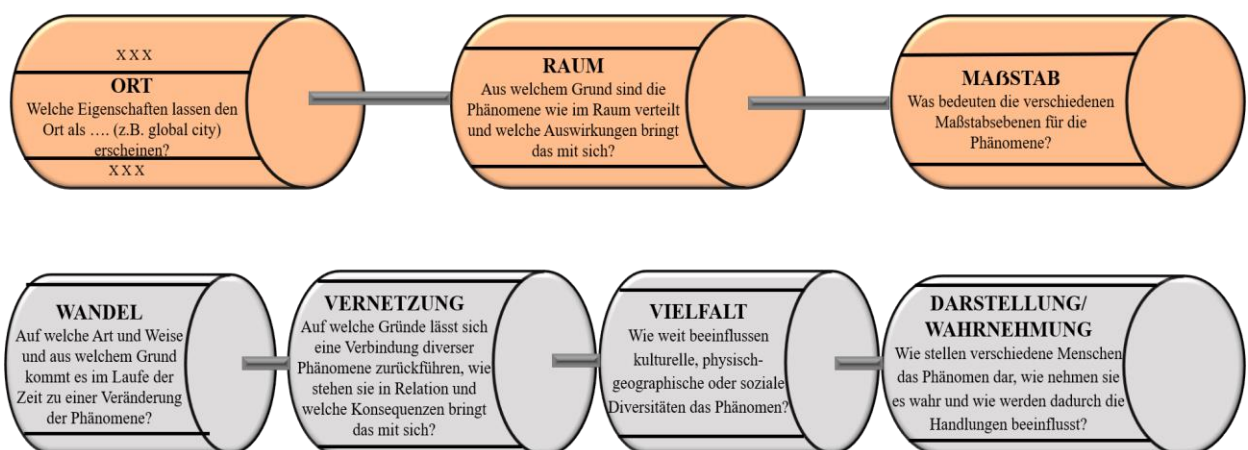 X X X
ORT
Welche Eigenschaften lassen den
Ort als …. (z.B. global city)
erscheinen?
X X X
RAUM
Aus welchem Grund sind die
Phänomene wie im Raum verteilt
und welche Auswirkungen bringt
das mit sich?
MAßSTAB
Was bedeuten die verschiedenen
Maßstabsebenen für die
Phänomene?
WANDEL
Auf welche Art und Weise
und aus welchem Grund
kommt es im Laufe der
Zeit zu einer Veränderung
der Phänomene?
VERNETZUNG
Auf welche Gründe lässt sich
eine Verbindung diverser
Phänomene zurückführen, wie
stehen sie in Relation und
welche Konsequenzen bringt
das mit sich?
VIELFALT
Wie weit beeinflussen
kulturelle, physisch-
geographische oder soziale
Diversitäten das Phänomen?
DARSTELLUNG/
WAHRNEHMUNG
Wie stellen verschiedene Menschen
das Phänomen dar, wie nehmen sie
es wahr und wie werden dadurch die
Handlungen beeinflusst?